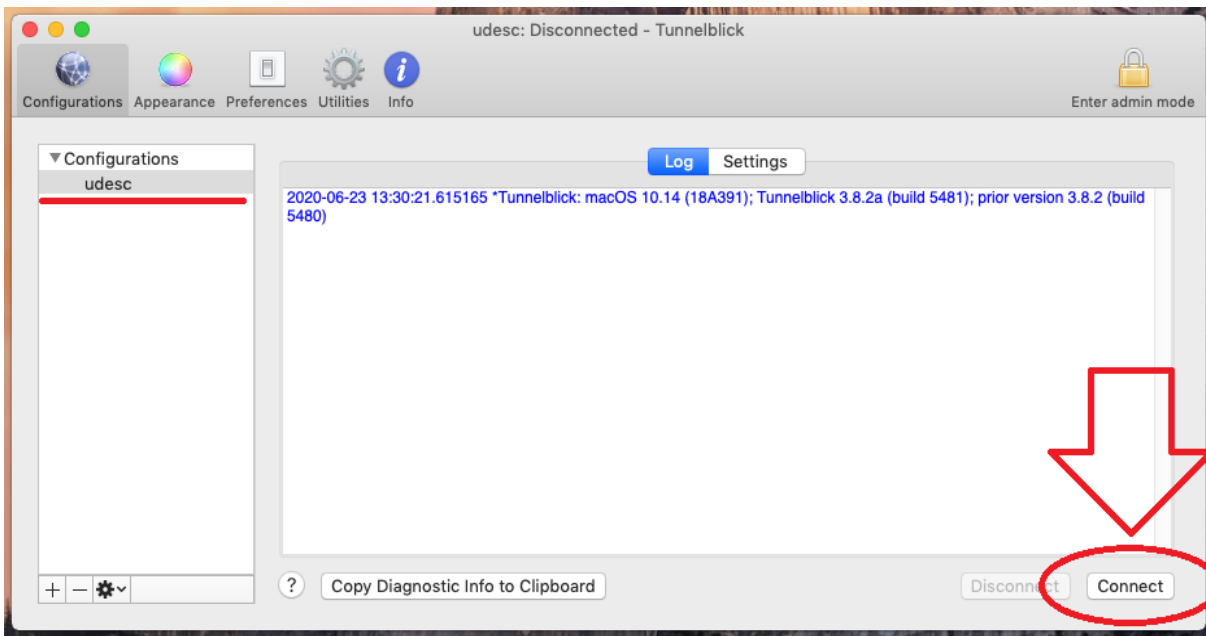 udesc: Disconnected - Tunnelblick
Configurations Appearance Preferences Utilities Info Enter admin mode
Configurations
udesc
Log Settings
2020-06-23 13:30:21.615165 *Tunnelblick: macOS 10.14 (18A391); Tunnelblick 3.8.2a (build 5481); prior version 3.8.2 (build
5480)
? Copy Diagnostic Info to Clipboard Disconnect Connect